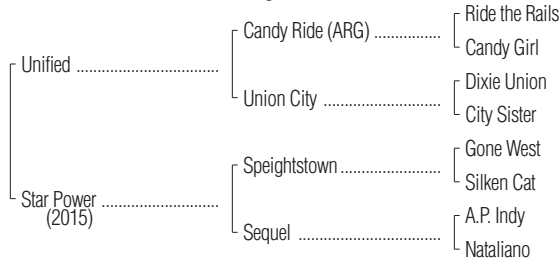 Ride the Rails
Candy Ride (ARG) ................
Candy Girl
Unified ..................................
Dixie Union
Union City ...........................
City Sister
Gone West
Speightstown .......................
Silken Cat
Star Power ...........................
(2015)
A.P. Indy
Sequel .................................
Nataliano